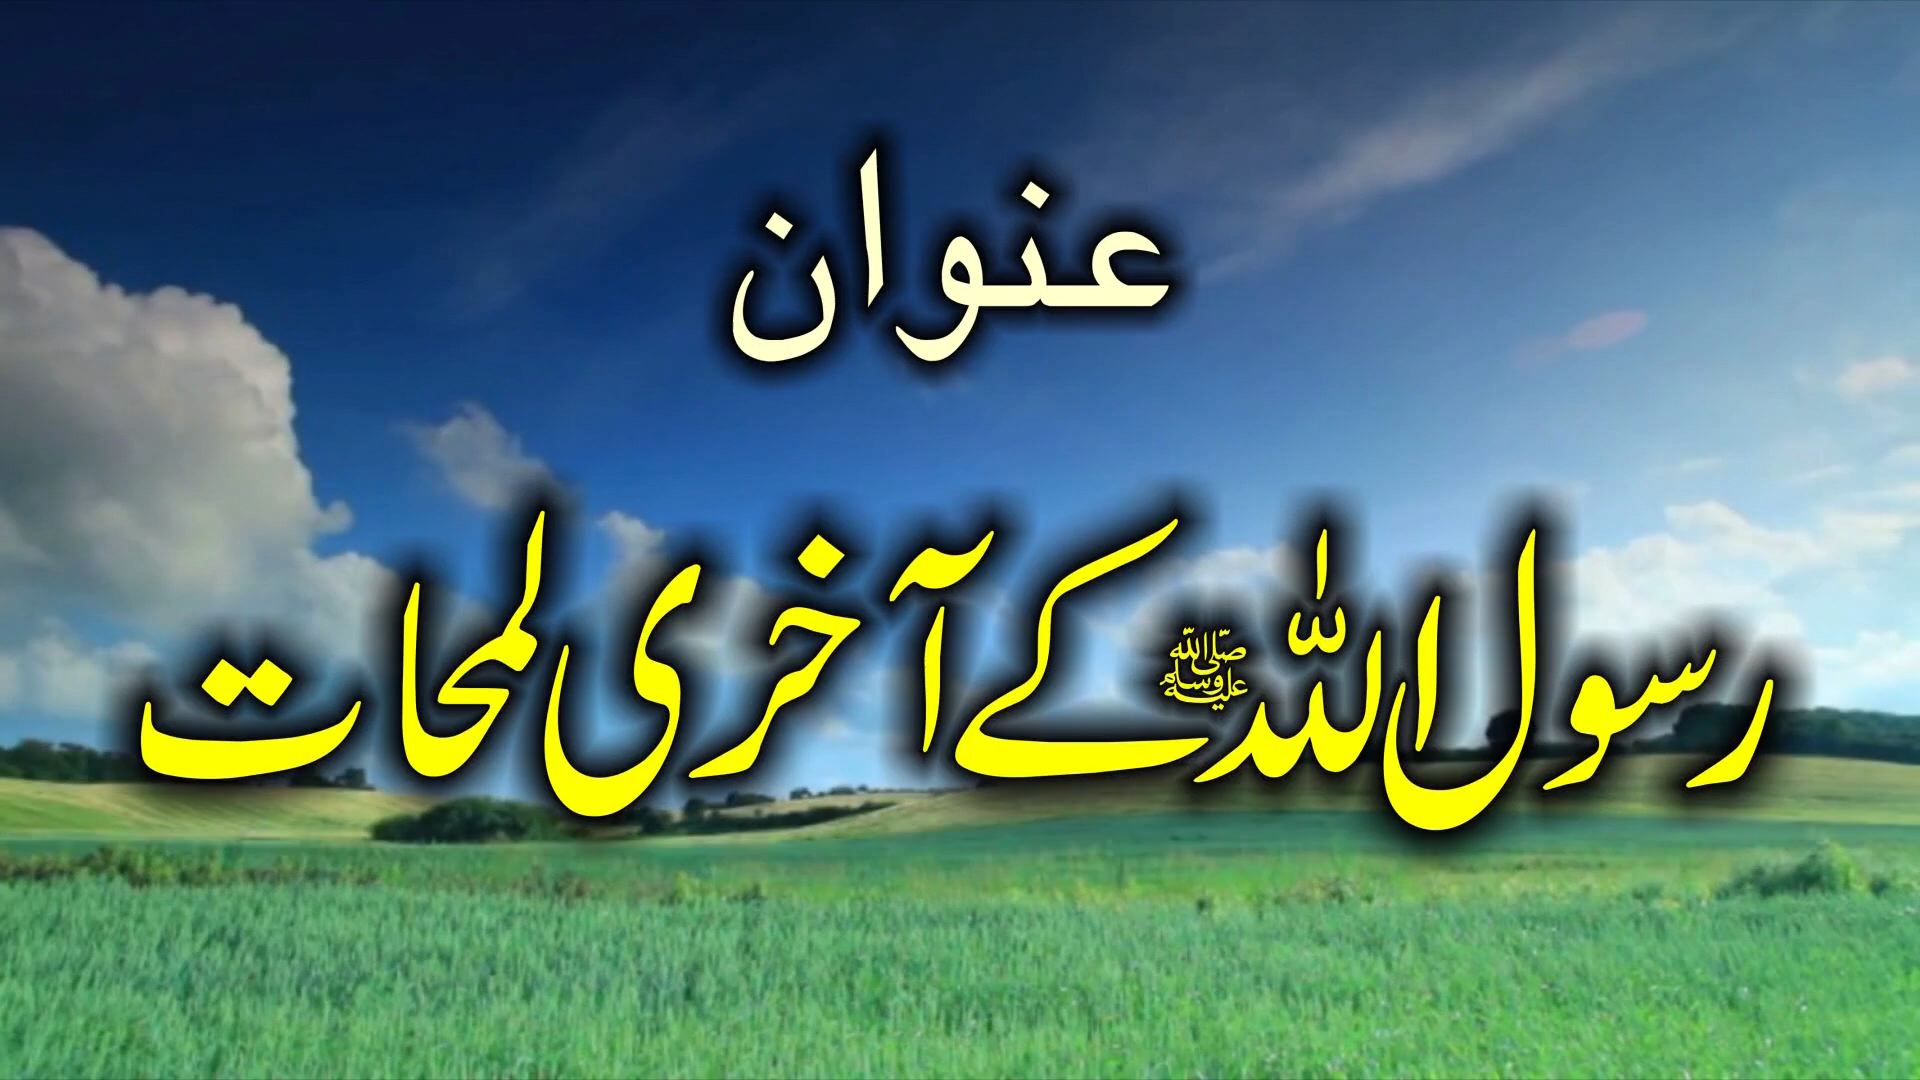 عنوان
رسول اللہ ﷺ کے آخری لمحات